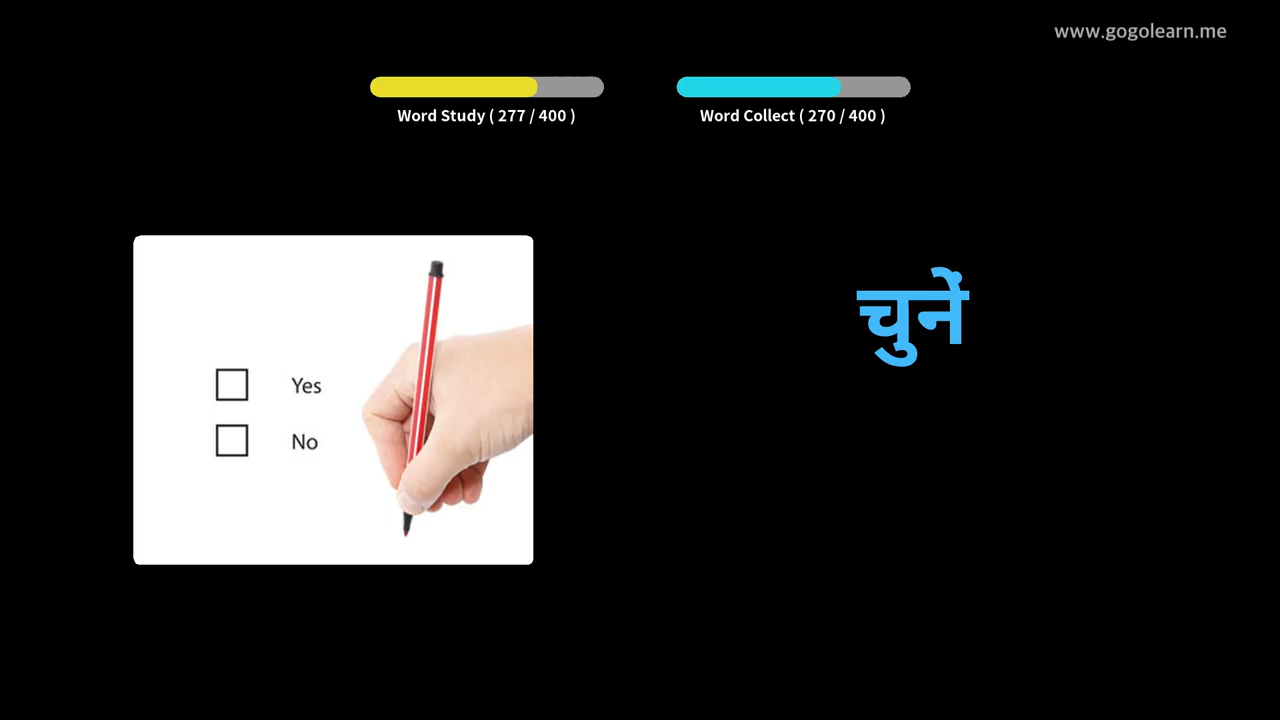 www.gogolearn.me
Word Study ( 277 / 400 )
Word Collect ( 270 / 400 )
चुनें
Yes
No